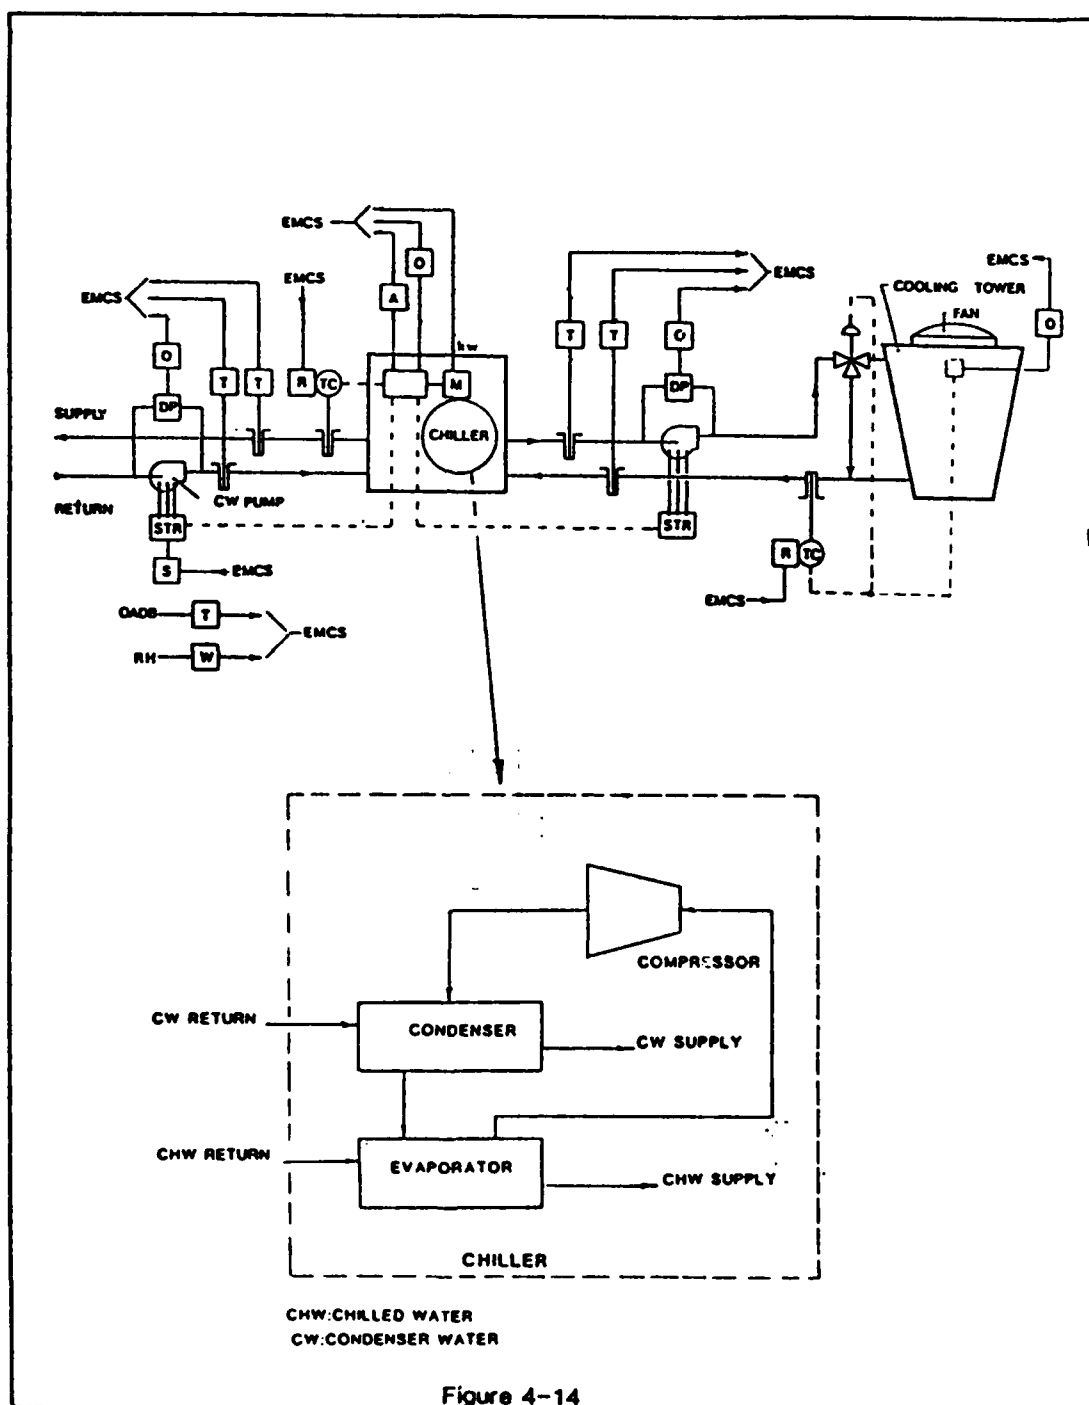 EMCS
O
A
EMCS
kw
R
TC
M
CHILLER
EMCS
O
T
T
DP
SUPPLY
RETURN
CW PUMP
STR
S
EMCS
OADB
T
RH
W
EMCS
T
T
O
EMCS
DP
STR
EMCS
COOLING TOWER
FAN
O
R
TC
EMCS
COMPRESSOR
CW RETURN
CONDENSER
CW SUPPLY
CHW RETURN
EVAPORATOR
CHW SUPPLY
CHILLER
CHW:CHILLED WATER
CW:CONDENSER WATER
Figure 4-14